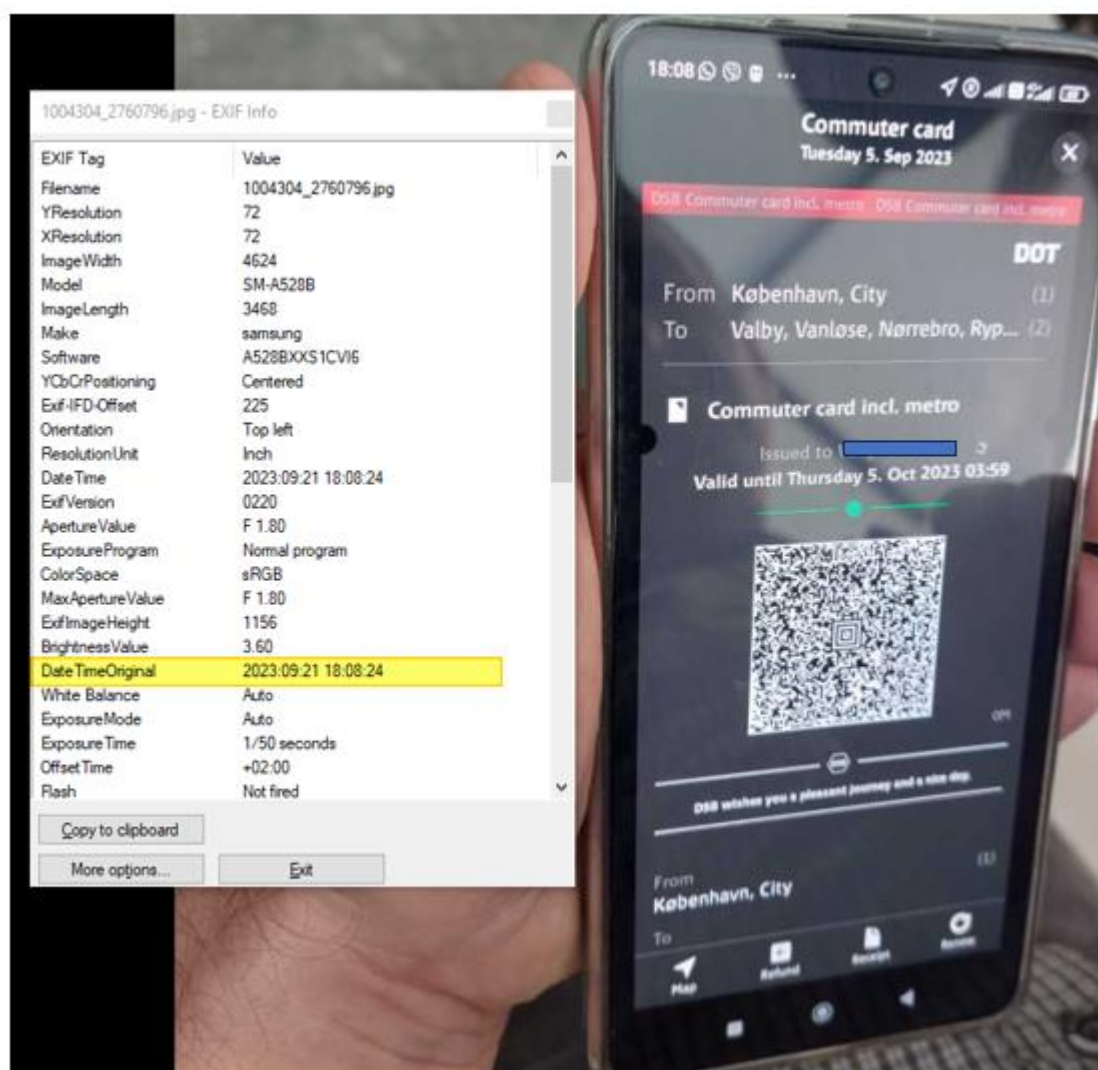 1004304_2760796.jpg - EXIF Info
EXIF Tag Value
Filename 1004304_2760796.jpg
YResolution 72
XResolution 72
ImageWidth 4624
Model SM-A528B
ImageLength 3468
Make samsung
Software A528BXXS1CVI6
YCbCrPositioning Centered
Exif-IFD-Offset 225
Orientation Top left
ResolutionUnit Inch
DateTime 2023:09:21 18:08:24
ExifVersion 0220
ApertureValue F 1.80
ExposureProgram Normal program
ColorSpace sRGB
MaxApertureValue F 1.80
ExifImageHeight 1156
BrightnessValue 3.60
DateTimeOriginal 2023:09:21 18:08:24
White Balance Auto
ExposureMode Auto
ExposureTime 1/50 seconds
OffsetTime +02:00
Flash Not fired
Copy to clipboard
More options... Exit
18:08
Commuter card
Tuesday 5. Sep 2023
DSB Commuter card incl. metro DSB Commuter card incl. metro
DOT
From København, City (1)
To Valby, Vanløse, Nørrebro, Ryp... (2)
Commuter card incl. metro
Issued to
Valid until Thursday 5. Oct 2023 03:59
DSB wishes you a pleasant journey and a nice day.
From (1)
København, City
To
Map Refund Receipt Renew